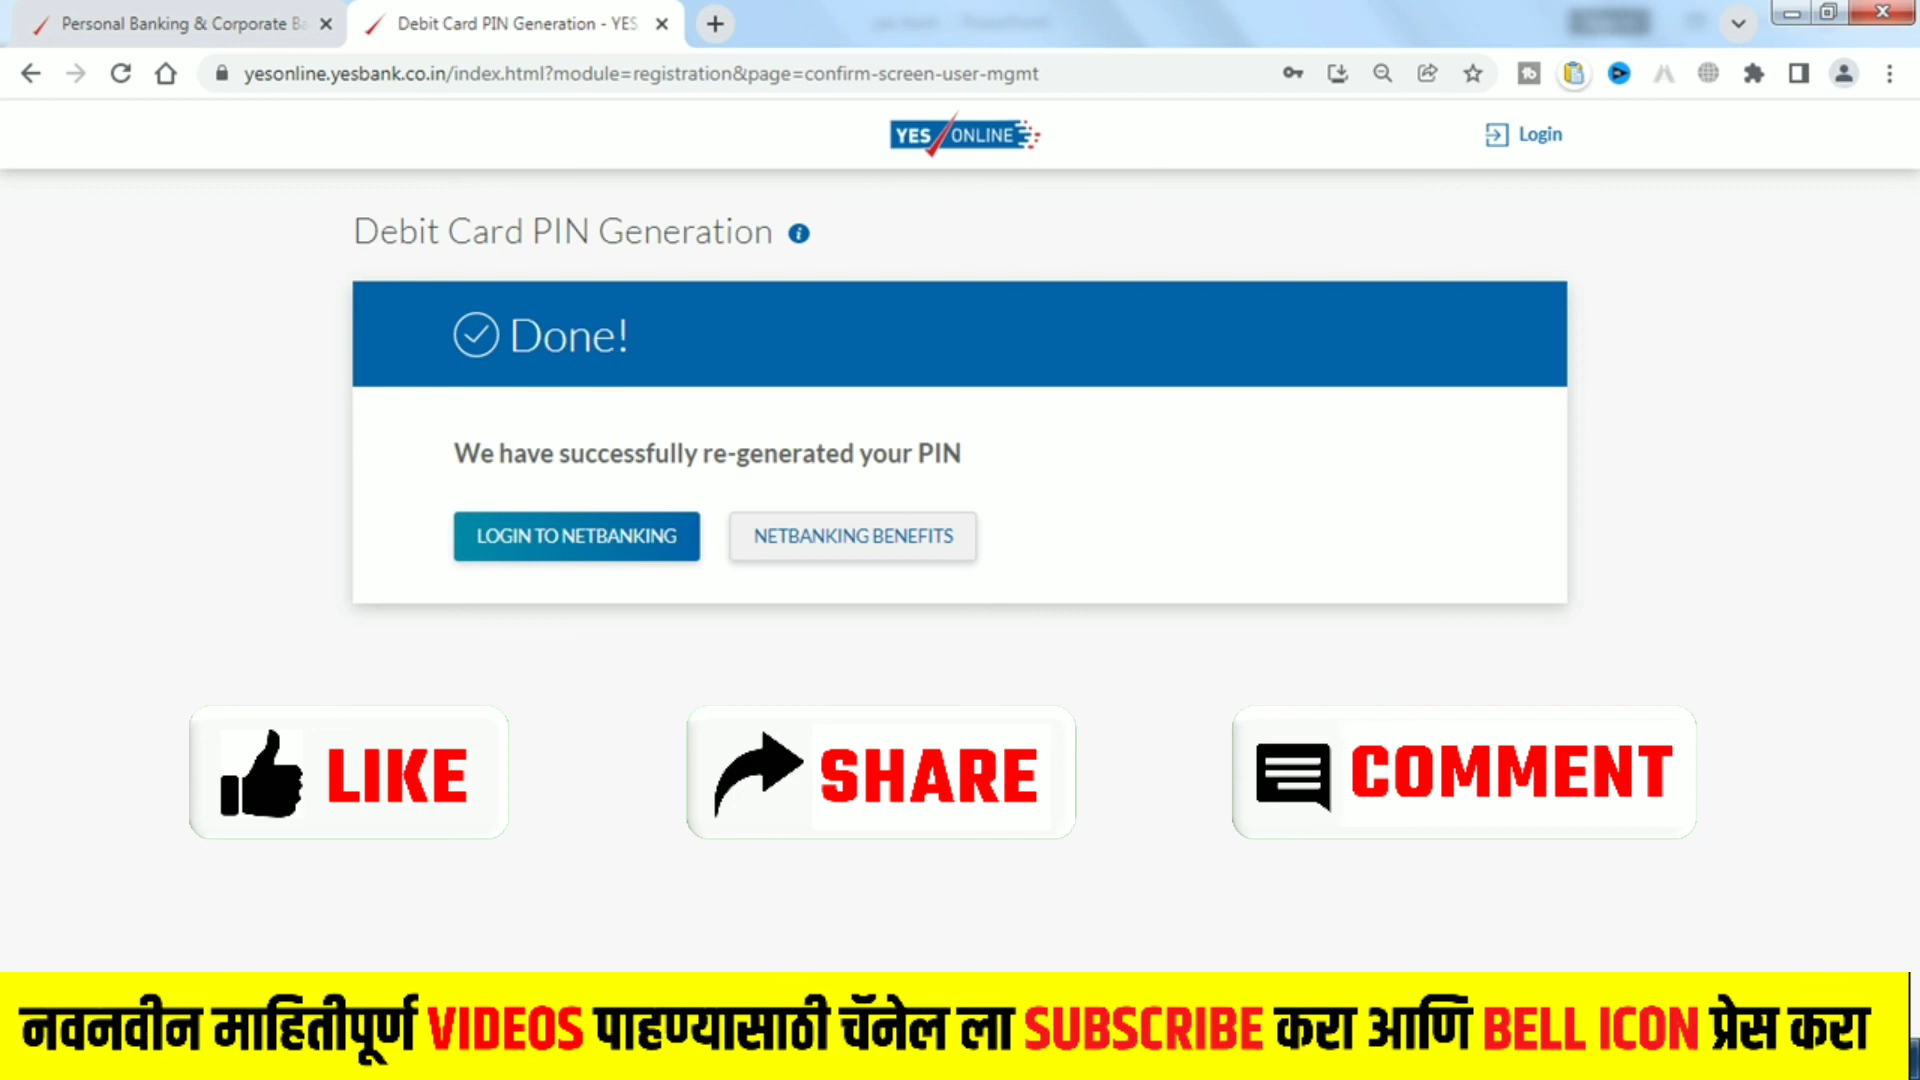 Personal Banking & Corporate Ba
Debit Card PIN Generation - YES
yesonline.yesbank.co.in/index.html?module=registration&page=confirm-screen-user-mgmt
YES ONLINE
Login
Debit Card PIN Generation
Done!
We have successfully re-generated your PIN
LOGIN TO NETBANKING
NETBANKING BENEFITS
LIKE
SHARE
COMMENT
नवनवीन माहितीपूर्ण VIDEOS पाहण्यासाठी चॅनेल ला SUBSCRIBE करा आणि BELL ICON प्रेस करा